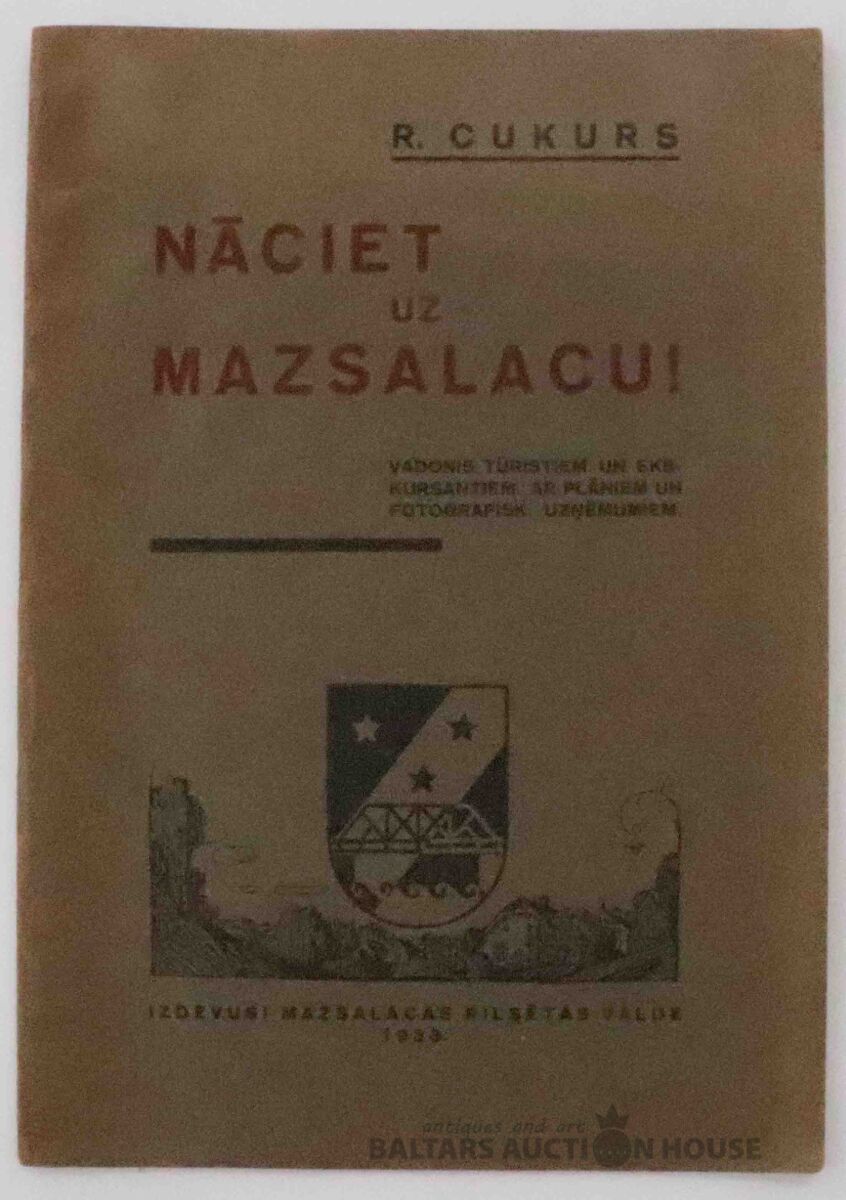 R. CUKURS
NĀCIET
UZ
MAZSALACU!
VADONIS TŪRISTIEM UN EKS-
KURSANTIEM AR PLĀNIEM UN
FOTOGRAFISK. UZŅĒMUMIEM.
IZDEVUSI MAZSALACAS PILSĒTAS VALDE
antiques and art
BALTARS AUCTION HOUSE